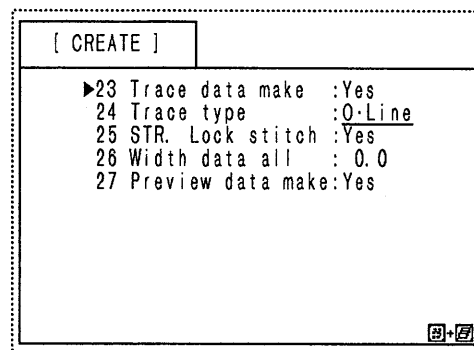 [ CREATE ]
▶23 Trace data make :Yes
24 Trace type :O·Line
25 STR. Lock stitch :Yes
26 Width data all : 0.0
27 Preview data make:Yes